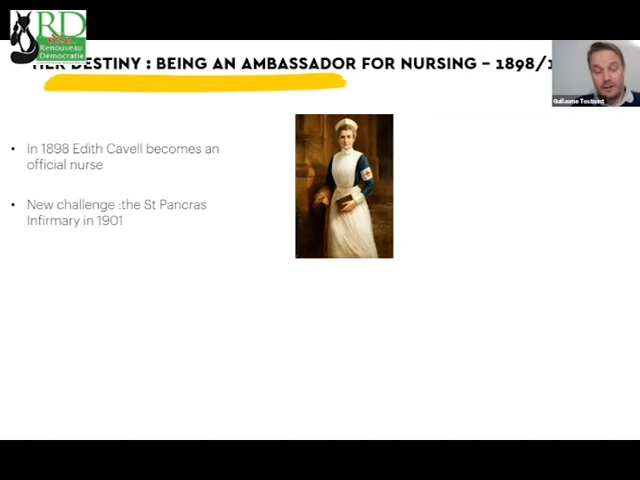 RD
Renouveau
Démocratie
HER DESTINY : BEING AN AMBASSADOR FOR NURSING – 1898/1
Guillaume Tostivint
• In 1898 Edith Cavell becomes an
official nurse
• New challenge :the St Pancras
Infirmary in 1901